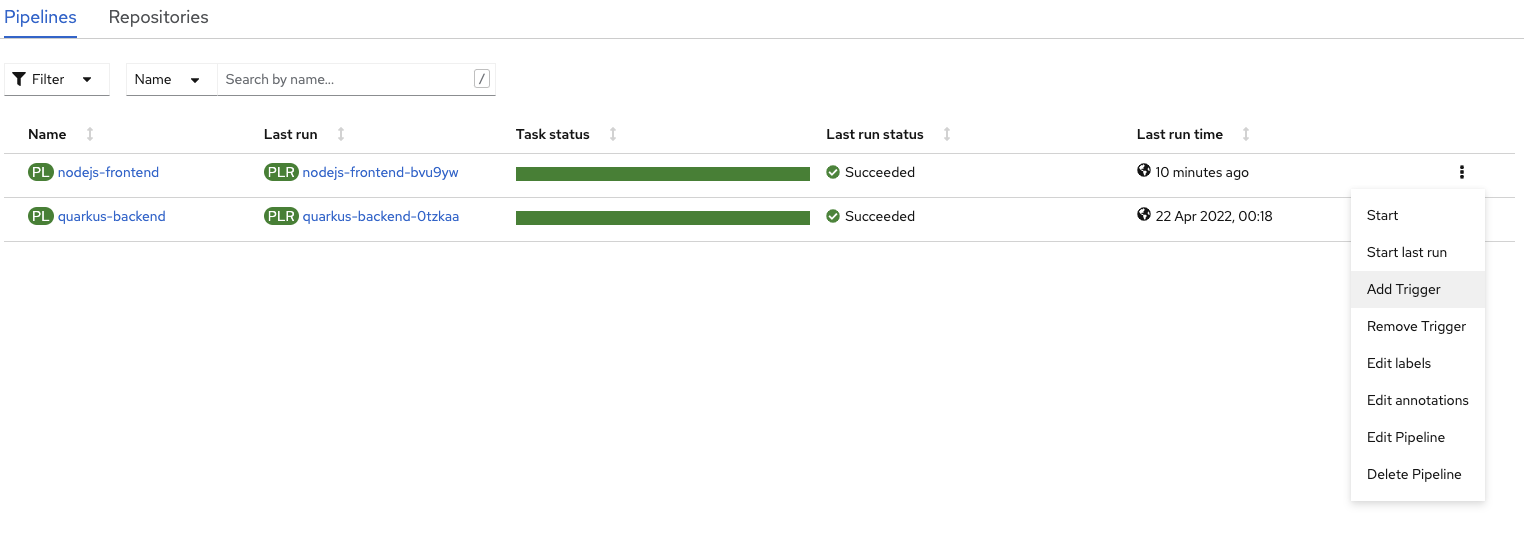 Pipelines Repositories
Filter Name Search by name... /
Name Last run Task status Last run status Last run time
PL nodejs-frontend PLR nodejs-frontend-bvu9yw Succeeded 10 minutes ago
PL quarkus-backend PLR quarkus-backend-0tzkaa Succeeded 22 Apr 2022, 00:18
Start
Start last run
Add Trigger
Remove Trigger
Edit labels
Edit annotations
Edit Pipeline
Delete Pipeline